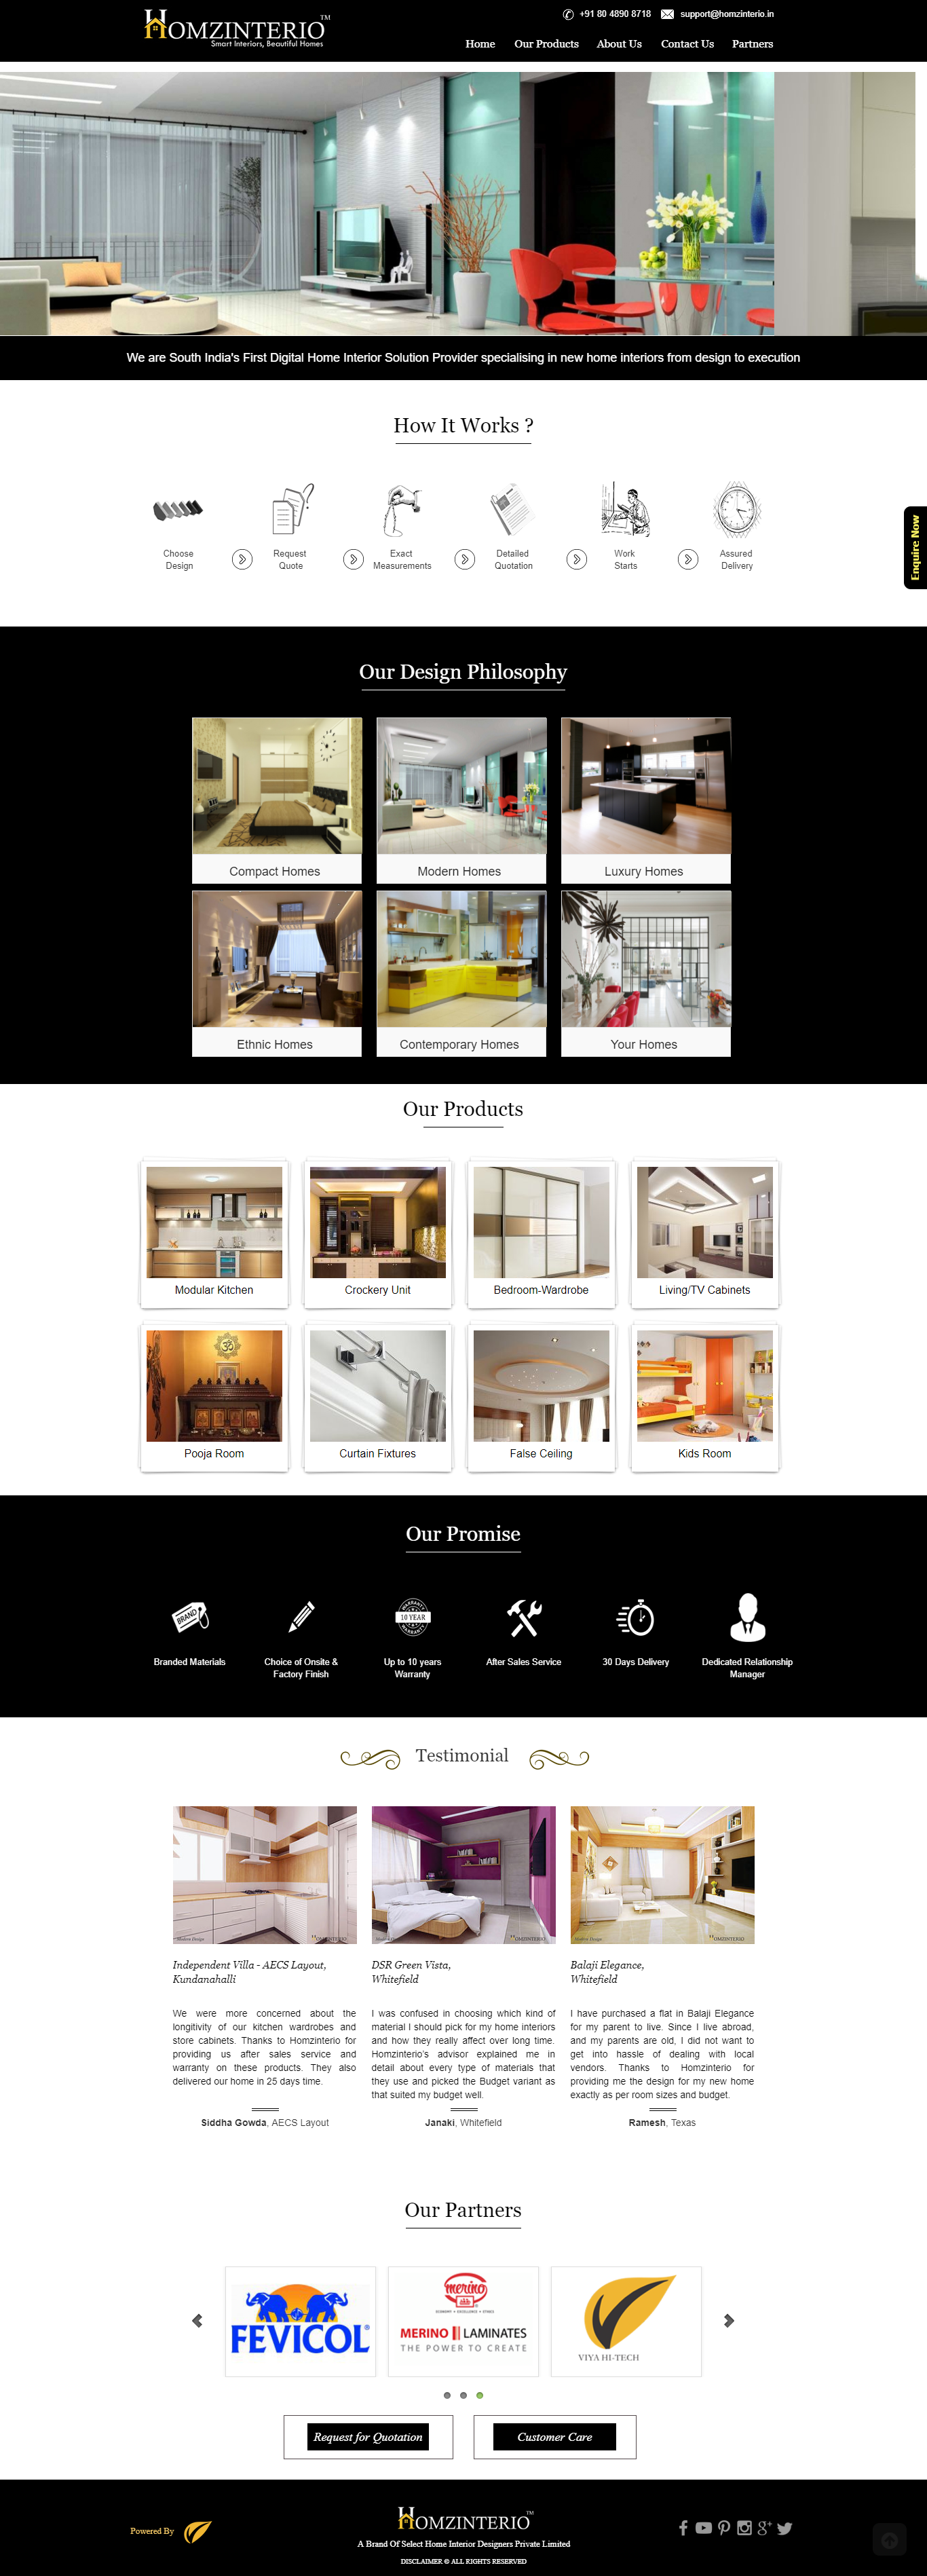 HOMZINTERIO™
Smart Interiors, Beautiful Homes
+91 80 4890 8718 support@homzinterio.in
Home Our Products About Us Contact Us Partners
We are South India's First Digital Home Interior Solution Provider specialising in new home interiors from design to execution
How It Works ?
Choose
Design
Request
Quote
Exact
Measurements
Detailed
Quotation
Work
Starts
Assured
Delivery
Enquire Now
Our Design Philosophy
Compact Homes Modern Homes Luxury Homes
Ethnic Homes Contemporary Homes Your Homes
Our Products
Modular Kitchen Crockery Unit Bedroom-Wardrobe Living/TV Cabinets
Pooja Room Curtain Fixtures False Ceiling Kids Room
Our Promise
BRAND
WARRANTY
10 YEAR
WARRANTY
Branded Materials
Choice of Onsite &
Factory Finish
Up to 10 years
Warranty
After Sales Service
30 Days Delivery
Dedicated Relationship
Manager
Testimonial
Independent Villa - AECS Layout,
Kundanahalli
We were more concerned about the
longitivity of our kitchen wardrobes and
store cabinets. Thanks to Homzinterio for
providing us after sales service and
warranty on these products. They also
delivered our home in 25 days time.
Siddha Gowda, AECS Layout
DSR Green Vista,
Whitefield
I was confused in choosing which kind of
material I should pick for my home interiors
and how they really affect over long time.
Homzinterio's advisor explained me in
detail about every type of materials that
they use and picked the Budget variant as
that suited my budget well.
Janaki, Whitefield
Balaji Elegance,
Whitefield
I have purchased a flat in Balaji Elegance
for my parent to live. Since I live abroad,
and my parents are old, I did not want to
get into hassle of dealing with local
vendors. Thanks to Homzinterio for
providing me the design for my new home
exactly as per room sizes and budget.
Ramesh, Texas
Our Partners
FEVICOL
merino
ECONOMY • EXCELLENCE • ETHICS
MERINO LAMINATES
THE POWER TO CREATE
VIYA HI-TECH
Request for Quotation Customer Care
Powered By
HOMZINTERIO™
A Brand Of Select Home Interior Designers Private Limited
DISCLAIMER © ALL RIGHTS RESERVED